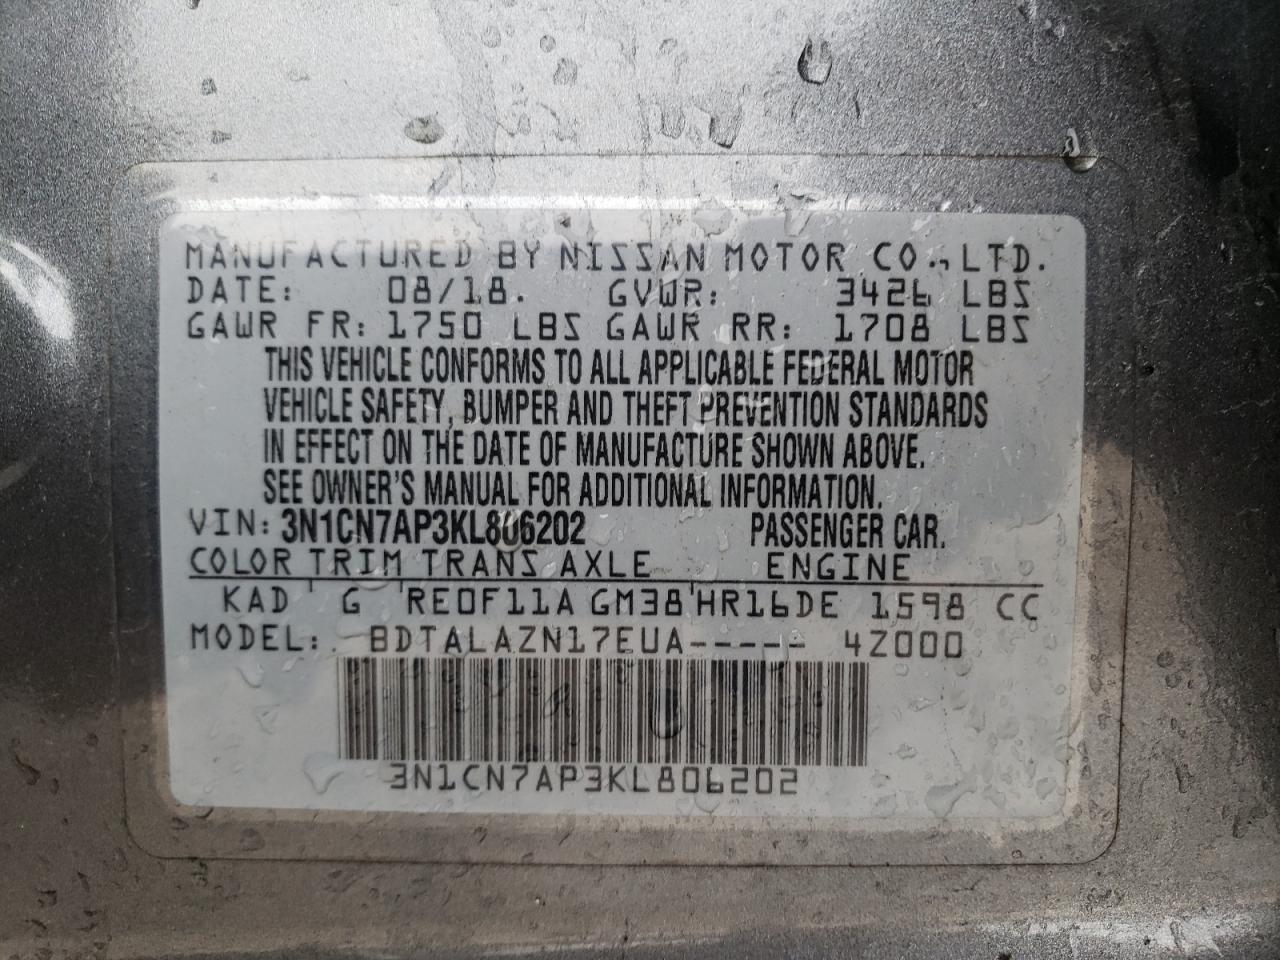 MANUFACTURED BY NISSAN MOTOR CO., LTD.
DATE: 08/18. GVWR: 3426 LBS
GAWR FR: 1750 LBS GAWR RR: 1708 LBS
THIS VEHICLE CONFORMS TO ALL APPLICABLE FEDERAL MOTOR
VEHICLE SAFETY, BUMPER AND THEFT PREVENTION STANDARDS
IN EFFECT ON THE DATE OF MANUFACTURE SHOWN ABOVE.
SEE OWNER'S MANUAL FOR ADDITIONAL INFORMATION.
VIN: 3N1CN7AP3KL806202 PASSENGER CAR.
COLOR TRIM TRANS AXLE ENGINE
KAD G RE0F11A GM38 HR16DE 1598 CC
MODEL: BDTALAZN17EUA----- 4Z000
3N1CN7AP3KL806202